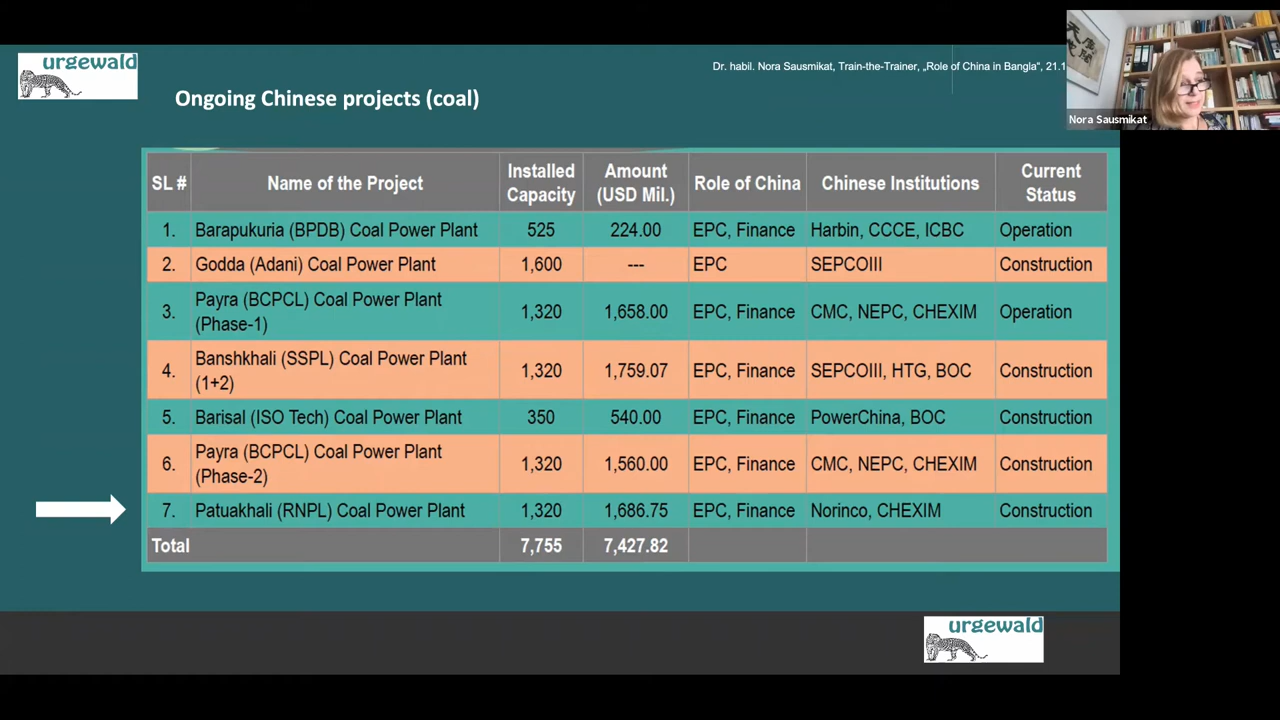 urgewald
Dr. habil. Nora Sausmikat, Train-the-Trainer, „Role of China in Bangla“, 21.1
Ongoing Chinese projects (coal)
Nora Sausmikat
SL # Name of the Project Installed Capacity Amount (USD Mil.) Role of China Chinese Institutions Current Status
1. Barapukuria (BPDB) Coal Power Plant 525 224.00 EPC, Finance Harbin, CCCE, ICBC Operation
2. Godda (Adani) Coal Power Plant 1,600 --- EPC SEPCOIII Construction
3. Payra (BCPCL) Coal Power Plant (Phase-1) 1,320 1,658.00 EPC, Finance CMC, NEPC, CHEXIM Operation
4. Banshkhali (SSPL) Coal Power Plant (1+2) 1,320 1,759.07 EPC, Finance SEPCOIII, HTG, BOC Construction
5. Barisal (ISO Tech) Coal Power Plant 350 540.00 EPC, Finance PowerChina, BOC Construction
6. Payra (BCPCL) Coal Power Plant (Phase-2) 1,320 1,560.00 EPC, Finance CMC, NEPC, CHEXIM Construction
7. Patuakhali (RNPL) Coal Power Plant 1,320 1,686.75 EPC, Finance Norinco, CHEXIM Construction
Total 7,755 7,427.82
urgewald